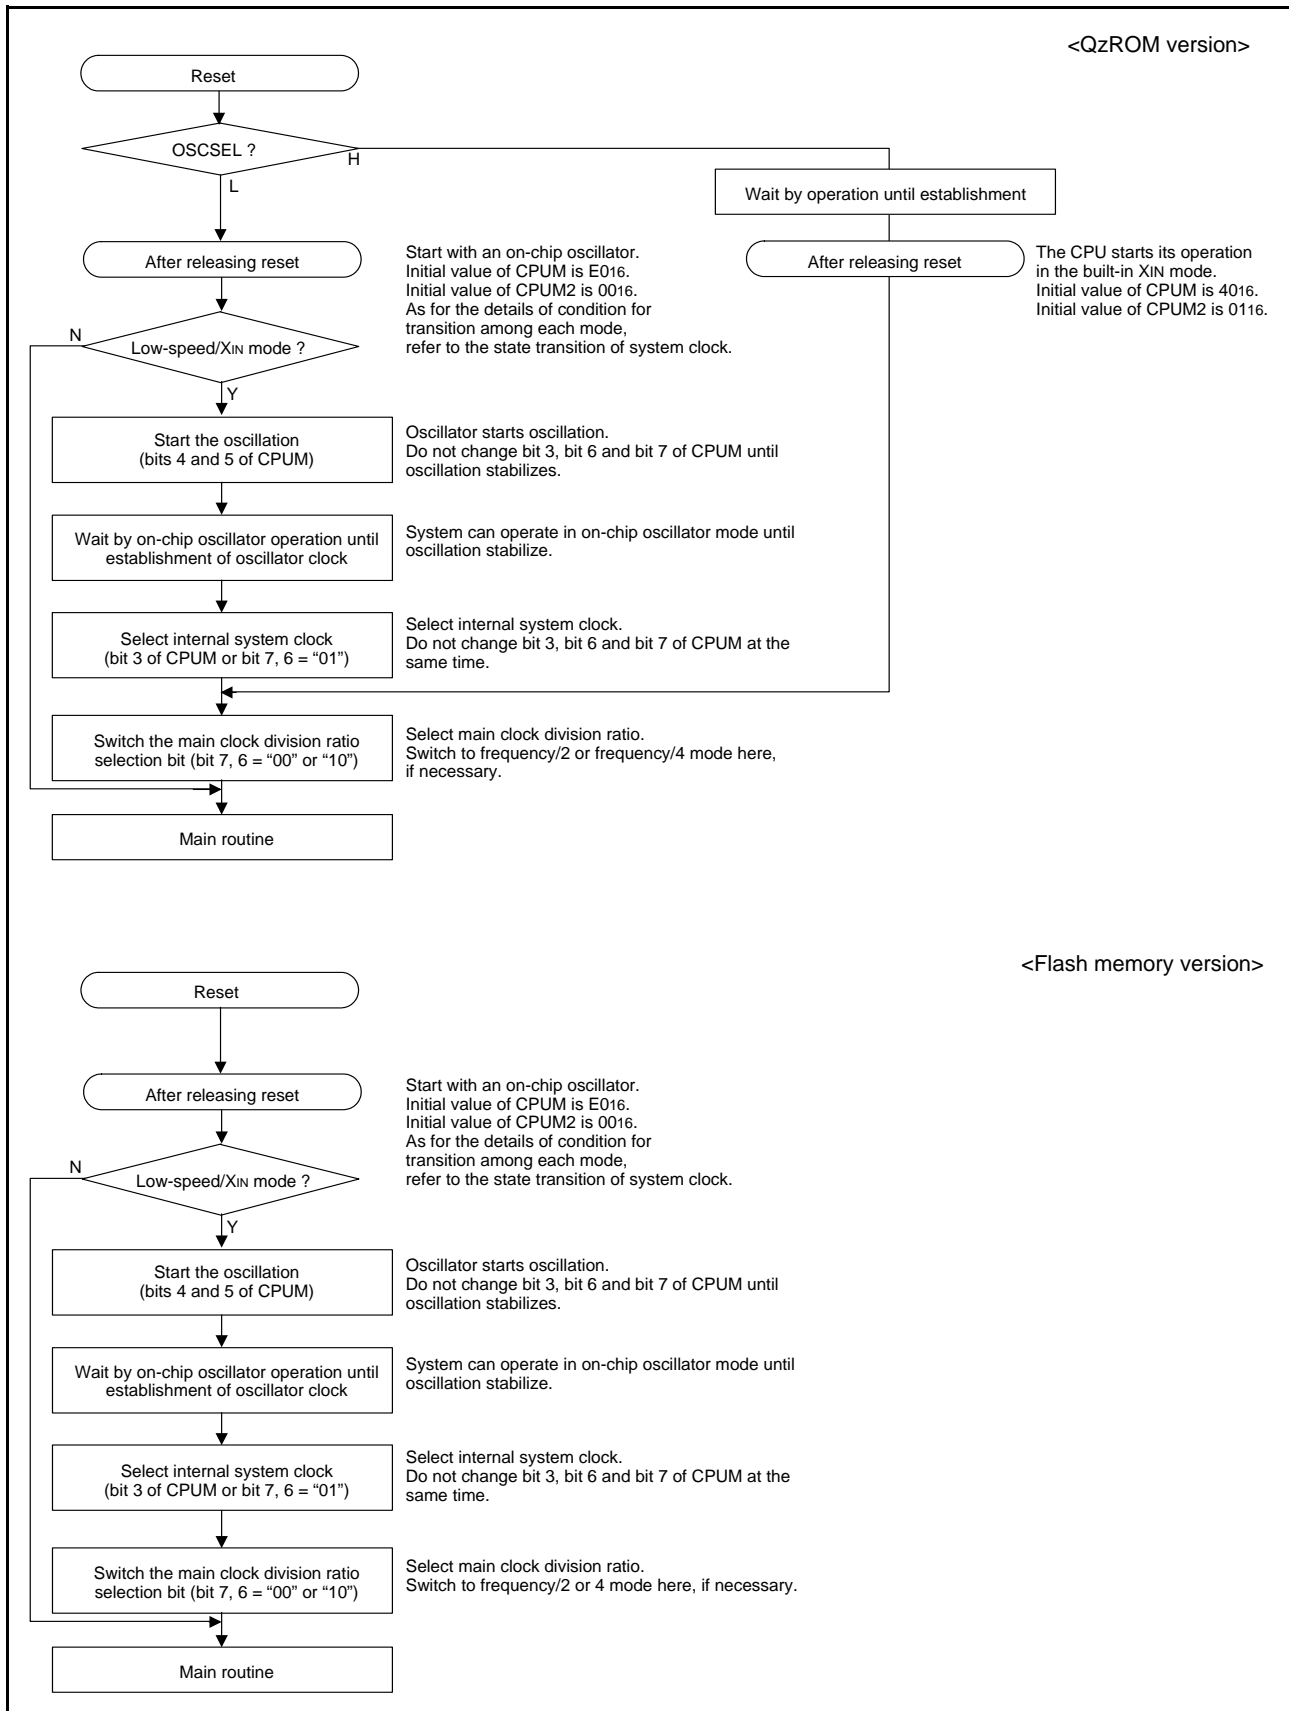 <QzROM version>
Reset
OSCSEL ?
H
L
Wait by operation until establishment
After releasing reset
Start with an on-chip oscillator.
Initial value of CPUM is E016.
Initial value of CPUM2 is 0016.
As for the details of condition for
transition among each mode,
refer to the state transition of system clock.
After releasing reset
The CPU starts its operation
in the built-in XIN mode.
Initial value of CPUM is 4016.
Initial value of CPUM2 is 0116.
N
Low-speed/XIN mode ?
Y
Start the oscillation
(bits 4 and 5 of CPUM)
Oscillator starts oscillation.
Do not change bit 3, bit 6 and bit 7 of CPUM until
oscillation stabilizes.
Wait by on-chip oscillator operation until
establishment of oscillator clock
System can operate in on-chip oscillator mode until
oscillation stabilize.
Select internal system clock
(bit 3 of CPUM or bit 7, 6 = “01”)
Select internal system clock.
Do not change bit 3, bit 6 and bit 7 of CPUM at the
same time.
Switch the main clock division ratio
selection bit (bit 7, 6 = “00” or “10”)
Select main clock division ratio.
Switch to frequency/2 or frequency/4 mode here,
if necessary.
Main routine
<Flash memory version>
Reset
After releasing reset
Start with an on-chip oscillator.
Initial value of CPUM is E016.
Initial value of CPUM2 is 0016.
As for the details of condition for
transition among each mode,
refer to the state transition of system clock.
N
Low-speed/XIN mode ?
Y
Start the oscillation
(bits 4 and 5 of CPUM)
Oscillator starts oscillation.
Do not change bit 3, bit 6 and bit 7 of CPUM until
oscillation stabilizes.
Wait by on-chip oscillator operation until
establishment of oscillator clock
System can operate in on-chip oscillator mode until
oscillation stabilize.
Select internal system clock
(bit 3 of CPUM or bit 7, 6 = “01”)
Select internal system clock.
Do not change bit 3, bit 6 and bit 7 of CPUM at the
same time.
Switch the main clock division ratio
selection bit (bit 7, 6 = “00” or “10”)
Select main clock division ratio.
Switch to frequency/2 or 4 mode here, if necessary.
Main routine